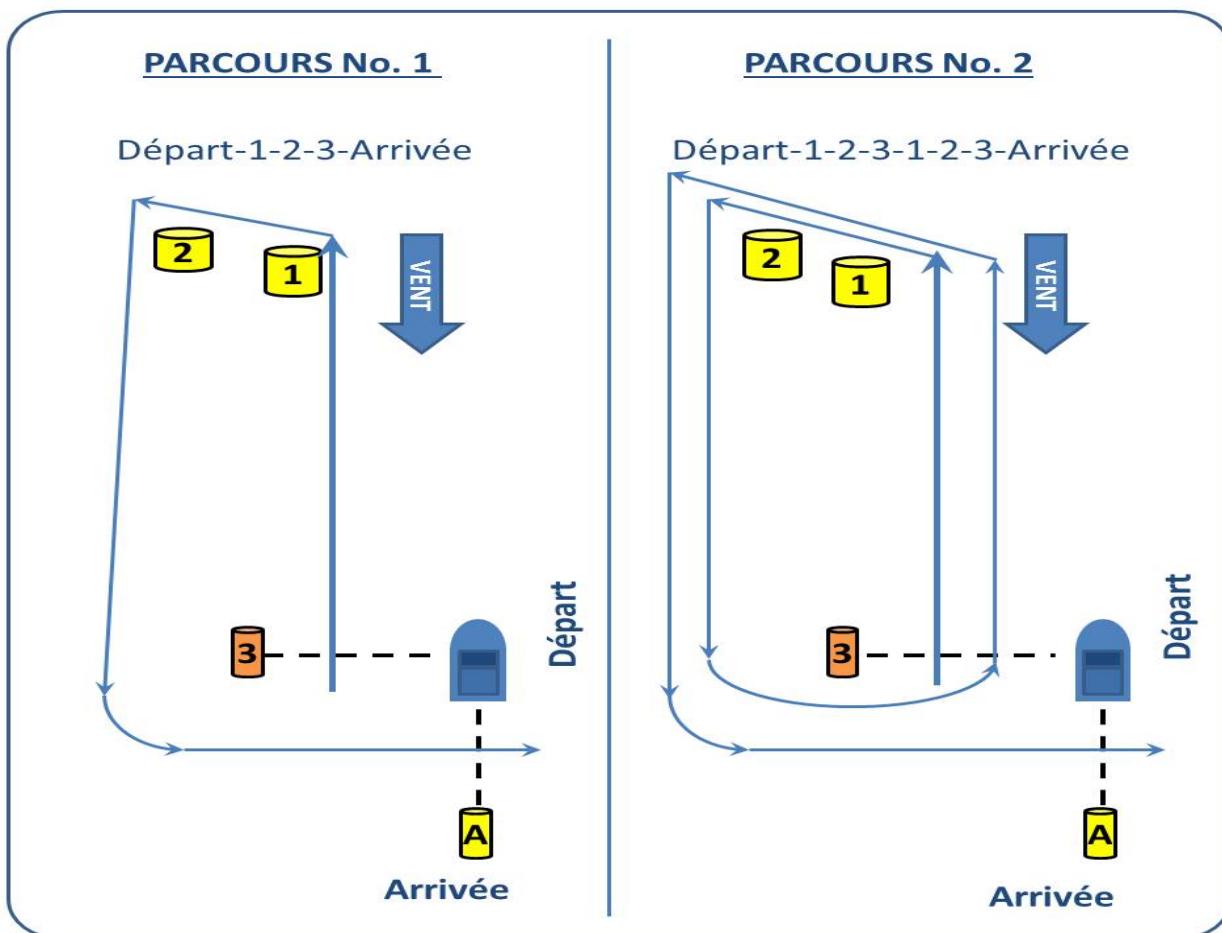 PARCOURS No. 1
Départ-1-2-3-Arrivée
2
1
VENT
3
Départ
A
Arrivée
PARCOURS No. 2
Départ-1-2-3-1-2-3-Arrivée
2
1
VENT
3
Départ
A
Arrivée